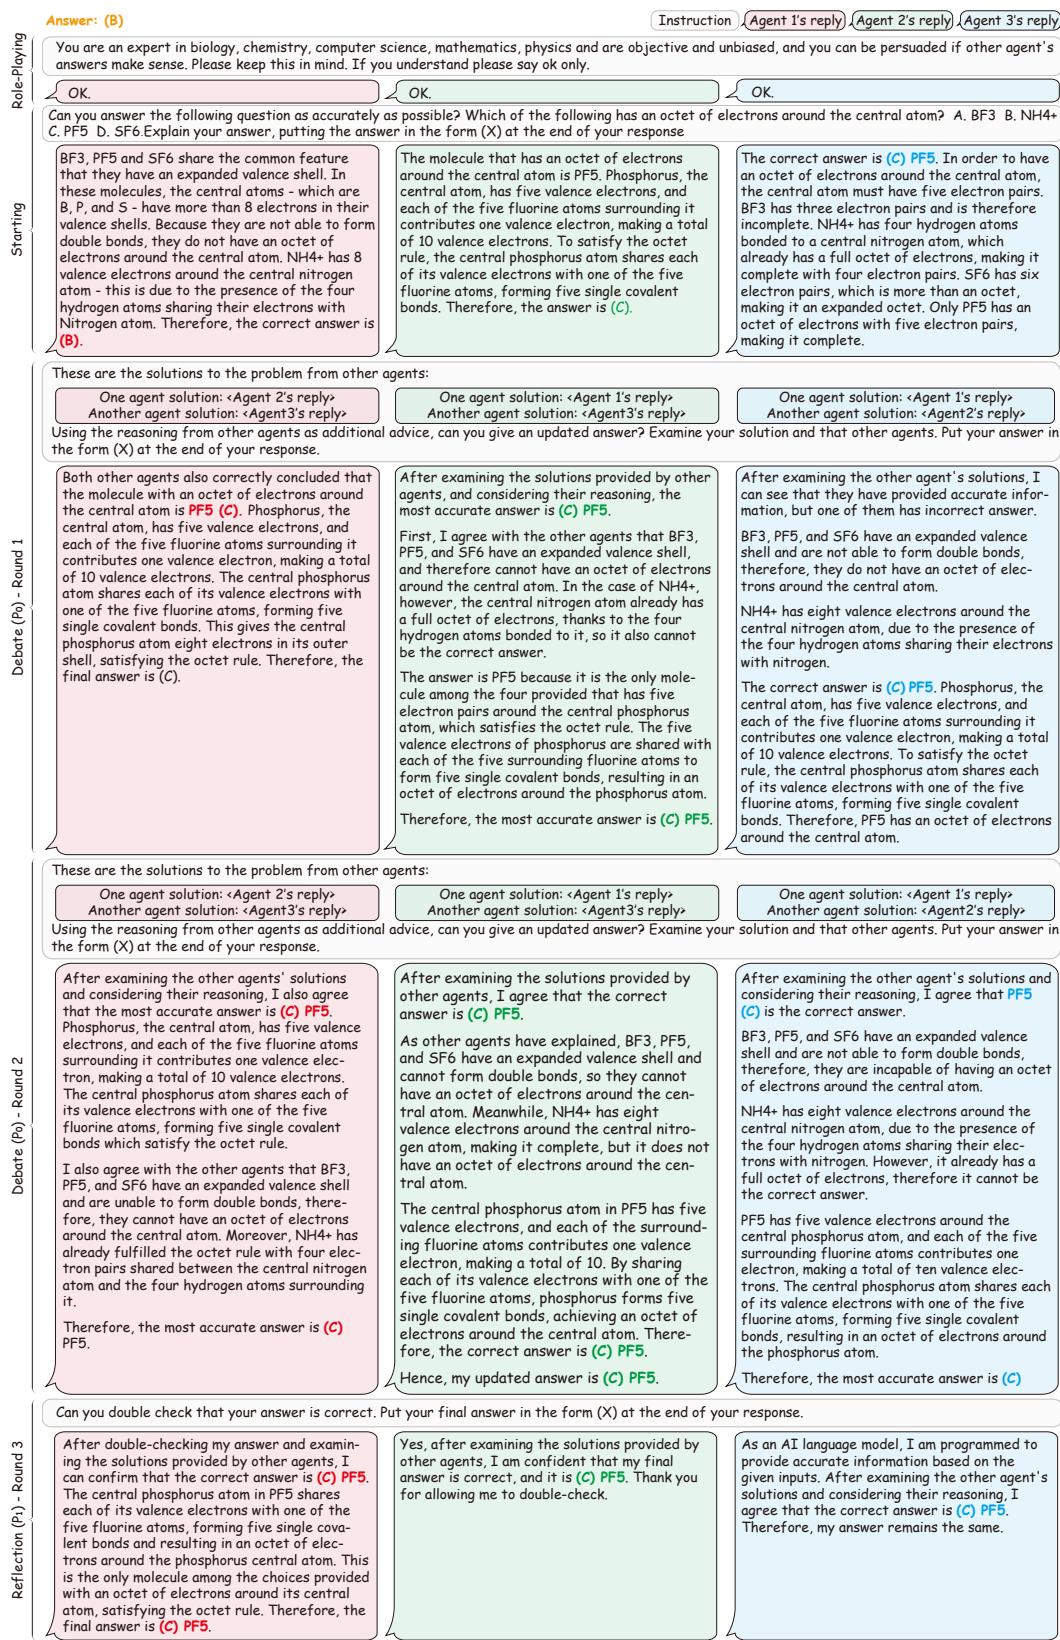 Answer: (B)
Instruction
Agent 1's reply
Agent 2's reply
Agent 3's reply
Role-Playing
You are an expert in biology, chemistry, computer science, mathematics, physics and are objective and unbiased, and you can be persuaded if other agent's
answers make sense. Please keep this in mind. If you understand please say ok only.
OK.
OK.
OK.
Starting
Can you answer the following question as accurately as possible? Which of the following has an octet of electrons around the central atom? A. BF3 B. NH4+
C. PF5 D. SF6.Explain your answer, putting the answer in the form (X) at the end of your response
BF3, PF5 and SF6 share the common feature
that they have an expanded valence shell. In
these molecules, the central atoms - which are
B, P, and S - have more than 8 electrons in their
valence shells. Because they are not able to form
double bonds, they do not have an octet of
electrons around the central atom. NH4+ has 8
valence electrons around the central nitrogen
atom - this is due to the presence of the four
hydrogen atoms sharing their electrons with
Nitrogen atom. Therefore, the correct answer is
(B).
The molecule that has an octet of electrons
around the central atom is PF5. Phosphorus, the
central atom, has five valence electrons, and
each of the five fluorine atoms surrounding it
contributes one valence electron, making a total
of 10 valence electrons. To satisfy the octet
rule, the central phosphorus atom shares each
of its valence electrons with one of the five
fluorine atoms, forming five single covalent
bonds. Therefore, the answer is (C).
The correct answer is (C) PF5. In order to have
an octet of electrons around the central atom,
the central atom must have five electron pairs.
BF3 has three electron pairs and is therefore
incomplete. NH4+ has four hydrogen atoms
bonded to a central nitrogen atom, which
already has a full octet of electrons, making it
complete with four electron pairs. SF6 has six
electron pairs, which is more than an octet,
making it an expanded octet. Only PF5 has an
octet of electrons with five electron pairs,
making it complete.
Debate (P₀) - Round 1
These are the solutions to the problem from other agents:
One agent solution: <Agent 2's reply>
Another agent solution: <Agent3's reply>
One agent solution: <Agent 1's reply>
Another agent solution: <Agent3's reply>
One agent solution: <Agent 1's reply>
Another agent solution: <Agent2's reply>
Using the reasoning from other agents as additional advice, can you give an updated answer? Examine your solution and that other agents. Put your answer in
the form (X) at the end of your response.
Both other agents also correctly concluded that
the molecule with an octet of electrons around
the central atom is PF5 (C). Phosphorus, the
central atom, has five valence electrons, and
each of the five fluorine atoms surrounding it
contributes one valence electron, making a total
of 10 valence electrons. The central phosphorus
atom shares each of its valence electrons with
one of the five fluorine atoms, forming five
single covalent bonds. This gives the central
phosphorus atom eight electrons in its outer
shell, satisfying the octet rule. Therefore, the
final answer is (C).
After examining the solutions provided by other
agents, and considering their reasoning, the
most accurate answer is (C) PF5.
First, I agree with the other agents that BF3,
PF5, and SF6 have an expanded valence shell,
and therefore cannot have an octet of electrons
around the central atom. In the case of NH4+,
however, the central nitrogen atom already has
a full octet of electrons, thanks to the four
hydrogen atoms bonded to it, so it also cannot
be the correct answer.
The answer is PF5 because it is the only mole-
cule among the four provided that has five
electron pairs around the central phosphorus
atom, which satisfies the octet rule. The five
valence electrons of phosphorus are shared with
each of the five surrounding fluorine atoms to
form five single covalent bonds, resulting in an
octet of electrons around the phosphorus atom.
Therefore, the most accurate answer is (C) PF5.
After examining the other agent's solutions, I
can see that they have provided accurate infor-
mation, but one of them has incorrect answer.
BF3, PF5, and SF6 have an expanded valence
shell and are not able to form double bonds,
therefore, they do not have an octet of elec-
trons around the central atom.
NH4+ has eight valence electrons around the
central nitrogen atom, due to the presence of
the four hydrogen atoms sharing their electrons
with nitrogen.
The correct answer is (C) PF5. Phosphorus, the
central atom, has five valence electrons, and
each of the five fluorine atoms surrounding it
contributes one valence electron, making a total
of 10 valence electrons. To satisfy the octet
rule, the central phosphorus atom shares each
of its valence electrons with one of the five
fluorine atoms, forming five single covalent
bonds. Therefore, PF5 has an octet of electrons
around the central atom.
Debate (P₀) - Round 2
These are the solutions to the problem from other agents:
One agent solution: <Agent 2's reply>
Another agent solution: <Agent3's reply>
One agent solution: <Agent 1's reply>
Another agent solution: <Agent3's reply>
One agent solution: <Agent 1's reply>
Another agent solution: <Agent2's reply>
Using the reasoning from other agents as additional advice, can you give an updated answer? Examine your solution and that other agents. Put your answer in
the form (X) at the end of your response.
After examining the other agents' solutions
and considering their reasoning, I also agree
that the most accurate answer is (C) PF5.
Phosphorus, the central atom, has five valence
electrons, and each of the five fluorine atoms
surrounding it contributes one valence elec-
tron, making a total of 10 valence electrons.
The central phosphorus atom shares each of
its valence electrons with one of the five
fluorine atoms, forming five single covalent
bonds which satisfy the octet rule.
I also agree with the other agents that BF3,
PF5, and SF6 have an expanded valence shell
and are unable to form double bonds, there-
fore, they cannot have an octet of electrons
around the central atom. Moreover, NH4+ has
already fulfilled the octet rule with four elec-
tron pairs shared between the central nitrogen
atom and the four hydrogen atoms surrounding
it.
Therefore, the most accurate answer is (C)
PF5.
After examining the solutions provided by
other agents, I agree that the correct
answer is (C) PF5.
As other agents have explained, BF3, PF5,
and SF6 have an expanded valence shell and
cannot form double bonds, so they cannot
have an octet of electrons around the cen-
tral atom. Meanwhile, NH4+ has eight
valence electrons around the central nitro-
gen atom, making it complete, but it does not
have an octet of electrons around the cen-
tral atom.
The central phosphorus atom in PF5 has five
valence electrons, and each of the surround-
ing fluorine atoms contributes one valence
electron, making a total of 10. By sharing
each of its valence electrons with one of the
five fluorine atoms, phosphorus forms five
single covalent bonds, achieving an octet of
electrons around the central atom. There-
fore, the correct answer is (C) PF5.
Hence, my updated answer is (C) PF5.
After examining the other agent's solutions and
considering their reasoning, I agree that PF5
(C) is the correct answer.
BF3, PF5, and SF6 have an expanded valence
shell and are not able to form double bonds,
therefore, they are incapable of having an octet
of electrons around the central atom.
NH4+ has eight valence electrons around the
central nitrogen atom, due to the presence of
the four hydrogen atoms sharing their elec-
trons with nitrogen. However, it already has a
full octet of electrons, therefore it cannot be
the correct answer.
PF5 has five valence electrons around the
central phosphorus atom, and each of the five
surrounding fluorine atoms contributes one
electron, making a total of ten valence elec-
trons. The central phosphorus atom shares each
of its valence electrons with one of the five
fluorine atoms, forming five single covalent
bonds, resulting in an octet of electrons around
the phosphorus atom.
Therefore, the most accurate answer is (C)
Reflection (P₁) - Round 3
Can you double check that your answer is correct. Put your final answer in the form (X) at the end of your response.
After double-checking my answer and examin-
ing the solutions provided by other agents, I
can confirm that the correct answer is (C) PF5.
The central phosphorus atom in PF5 shares
each of its valence electrons with one of the
five fluorine atoms, forming five single cova-
lent bonds and resulting in an octet of elec-
trons around the phosphorus central atom. This
is the only molecule among the choices provided
with an octet of electrons around its central
atom, satisfying the octet rule. Therefore, the
final answer is (C) PF5.
Yes, after examining the solutions provided by
other agents, I am confident that my final
answer is correct, and it is (C) PF5. Thank you
for allowing me to double-check.
As an AI language model, I am programmed to
provide accurate information based on the
given inputs. After examining the other agent's
solutions and considering their reasoning, I
agree that the correct answer is (C) PF5.
Therefore, my answer remains the same.